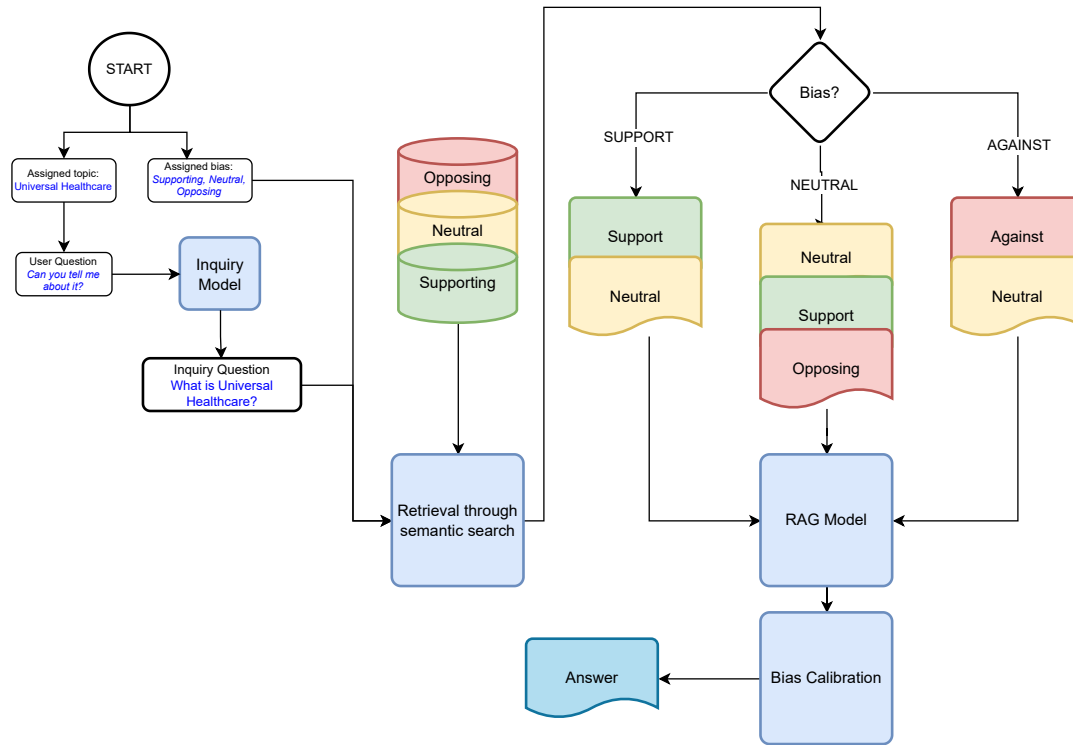 START
Assigned topic:
Universal Healthcare
Assigned bias:
Supporting, Neutral,
Opposing
User Question
Can you tell me
about it?
Inquiry
Model
Inquiry Question
What is Universal
Healthcare?
Opposing
Neutral
Supporting
Retrieval through
semantic search
Bias?
SUPPORT
NEUTRAL
AGAINST
Support
Neutral
Neutral
Support
Opposing
Against
Neutral
RAG Model
Bias Calibration
Answer